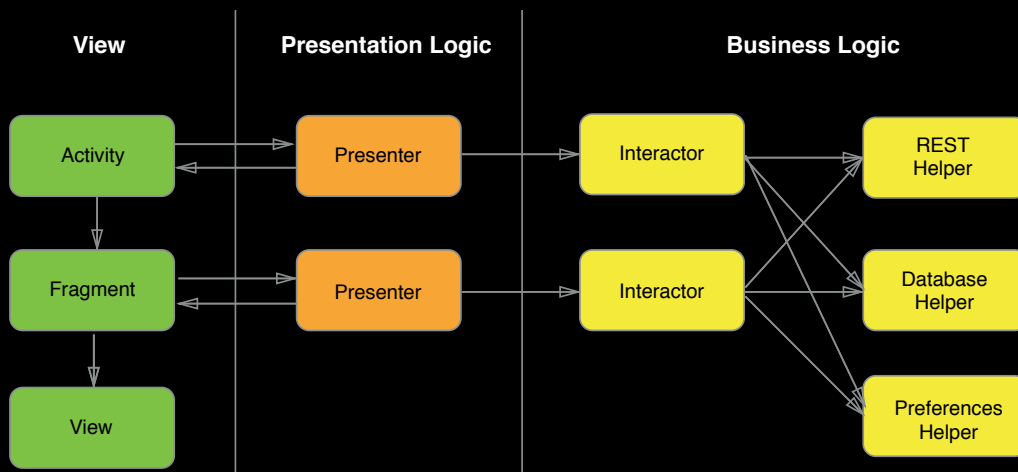 View
Presentation Logic
Business Logic
Activity
Presenter
Interactor
REST
Helper
Fragment
Presenter
Interactor
Database
Helper
View
Preferences
Helper